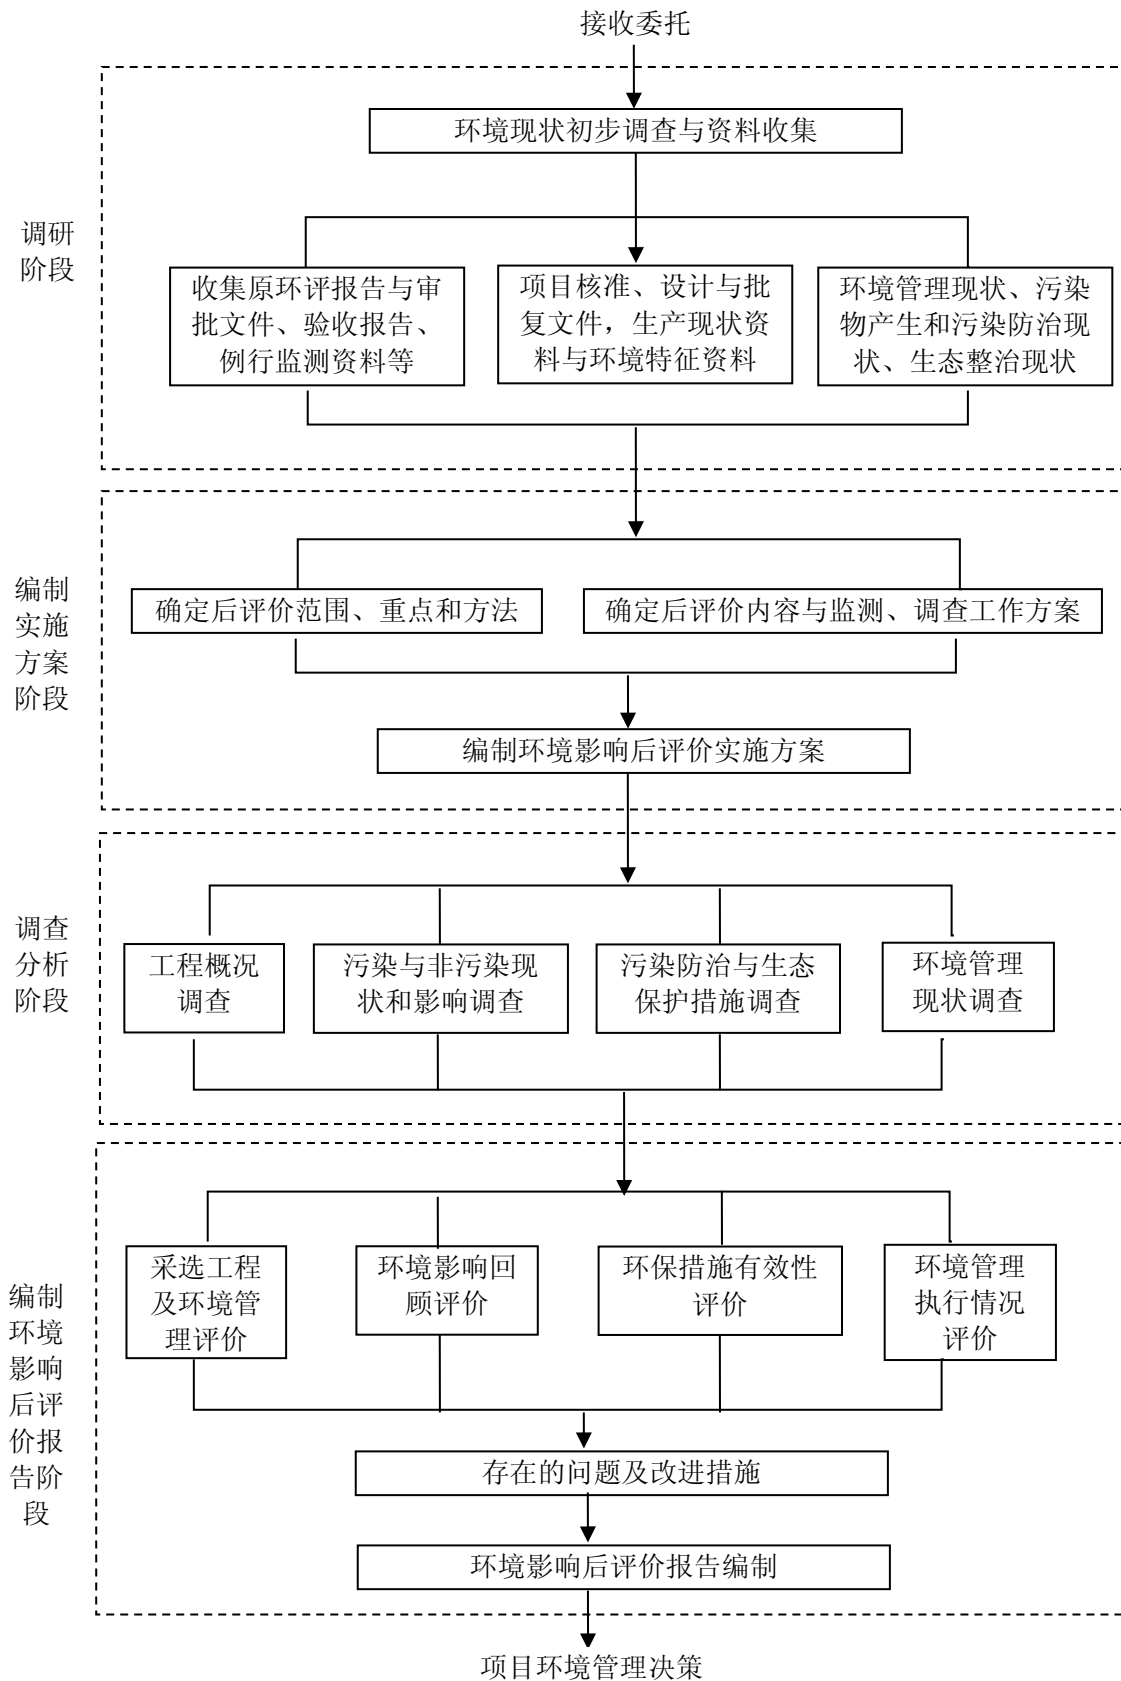 接收委托
环境现状初步调查与资料收集
调研
阶段
收集原环评报告与审
批文件、验收报告、
例行监测资料等
项目核准、设计与批
复文件，生产现状资
料与环境特征资料
环境管理现状、污染
物产生和污染防治现
状、生态整治现状
编制
实施
方案
阶段
确定后评价范围、重点和方法
确定后评价内容与监测、调查工作方案
编制环境影响后评价实施方案
调查
分析
阶段
工程概况
调查
污染与非污染现
状和影响调查
污染防治与生态
保护措施调查
环境管理
现状调查
编制
环境
影响
后评
价报
告阶
段
采选工程
及环境管
理评价
环境影响回
顾评价
环保措施有效性
评价
环境管理
执行情况
评价
存在的问题及改进措施
环境影响后评价报告编制
项目环境管理决策